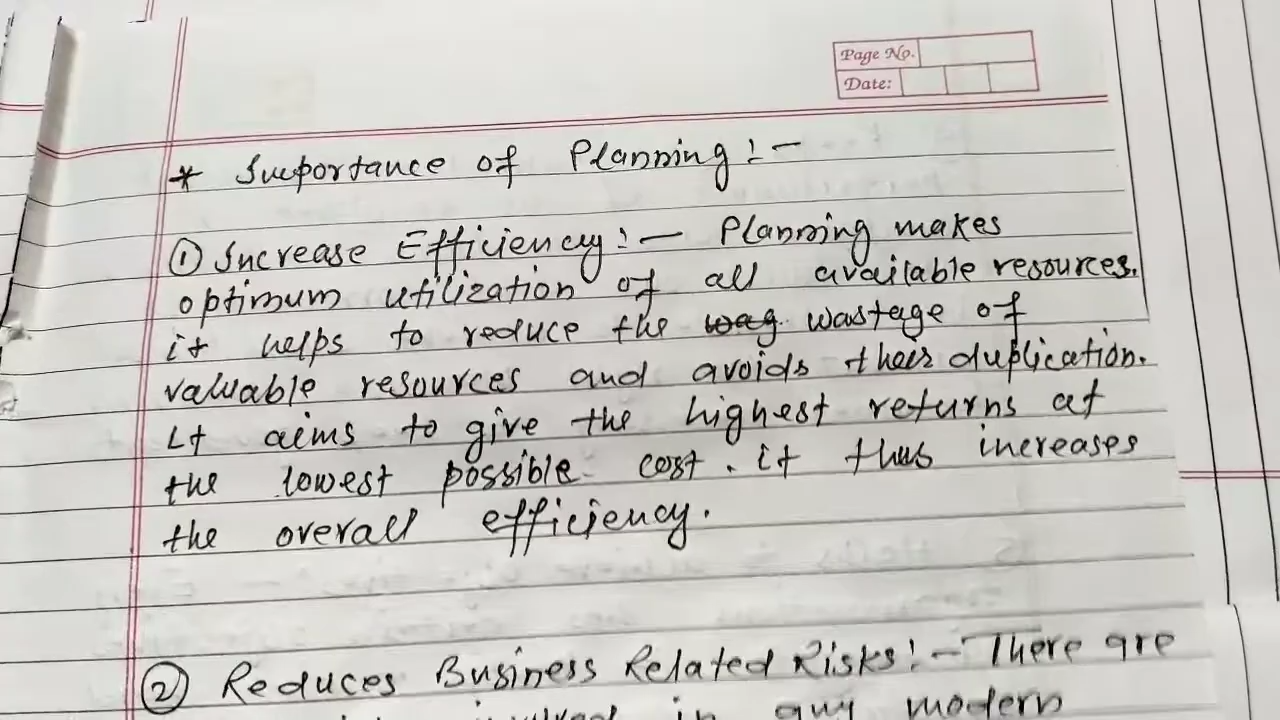 Page No.
Date:
* Importance of Planning :-
① Increase Efficiency :- Planning makes
optimum utilization of all available resources.
it helps to reduce the wastage of
valuable resources and avoids their duplication.
It aims to give the highest returns at
the lowest possible cost. it thus increases
the overall efficiency.
② Reduces Business Related Risks :- There are
involved in any modern